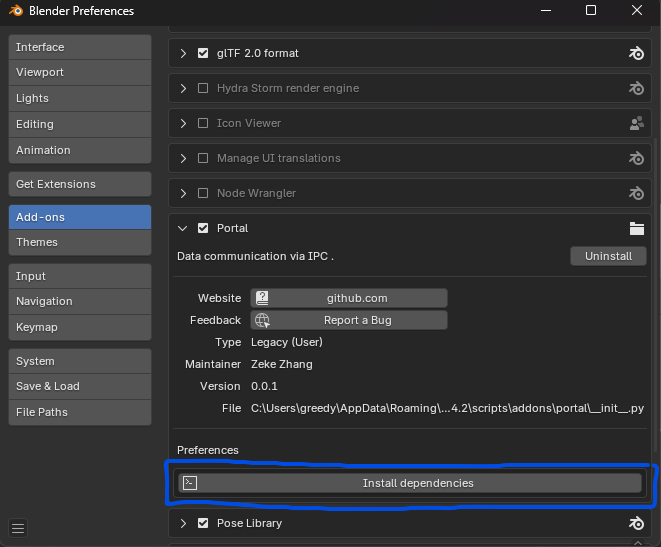 Blender Preferences
Interface
Viewport
Lights
Editing
Animation
Get Extensions
Add-ons
Themes
Input
Navigation
Keymap
System
Save & Load
File Paths
glTF 2.0 format
Hydra Storm render engine
Icon Viewer
Manage UI translations
Node Wrangler
Portal
Data communication via IPC .
Uninstall
Website github.com
Feedback Report a Bug
Type Legacy (User)
Maintainer Zeke Zhang
Version 0.0.1
File C:\Users\greedy\AppData\Roaming\...4.2\scripts\addons\portal\__init__.py
Preferences
Install dependencies
Pose Library